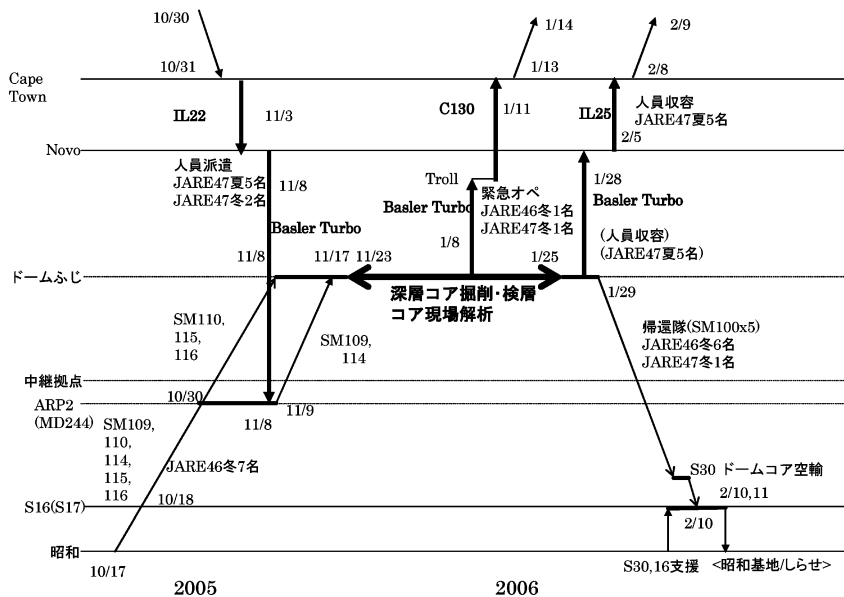 10/30
1/14
2/9
Cape
Town
10/31
1/13
2/8
IL22
11/3
C130
1/11
IL25
人員収容
JARE47夏5名
2/5
Novo
人員派遣
JARE47夏5名
JARE47冬2名
11/8
Troll
緊急オペ
JARE46冬1名
JARE47冬1名
1/28
Basler Turbo
Basler Turbo
Basler Turbo
1/8
(人員収容)
(JARE47夏5名)
11/8
11/17
11/23
1/25
ドームふじ
深層コア掘削・検層
コア現場解析
1/29
SM110,
115,
116
SM109,
114
帰還隊(SM100x5)
JARE46冬6名
JARE47冬1名
中継拠点
10/30
ARP2
(MD244)
11/8
11/9
SM109,
110,
114,
115,
116
JARE46冬7名
S30 ドームコア空輸
S16(S17)
10/18
2/10,11
2/10
昭和
10/17
S30,16支援
<昭和基地/しらせ>
2005
2006